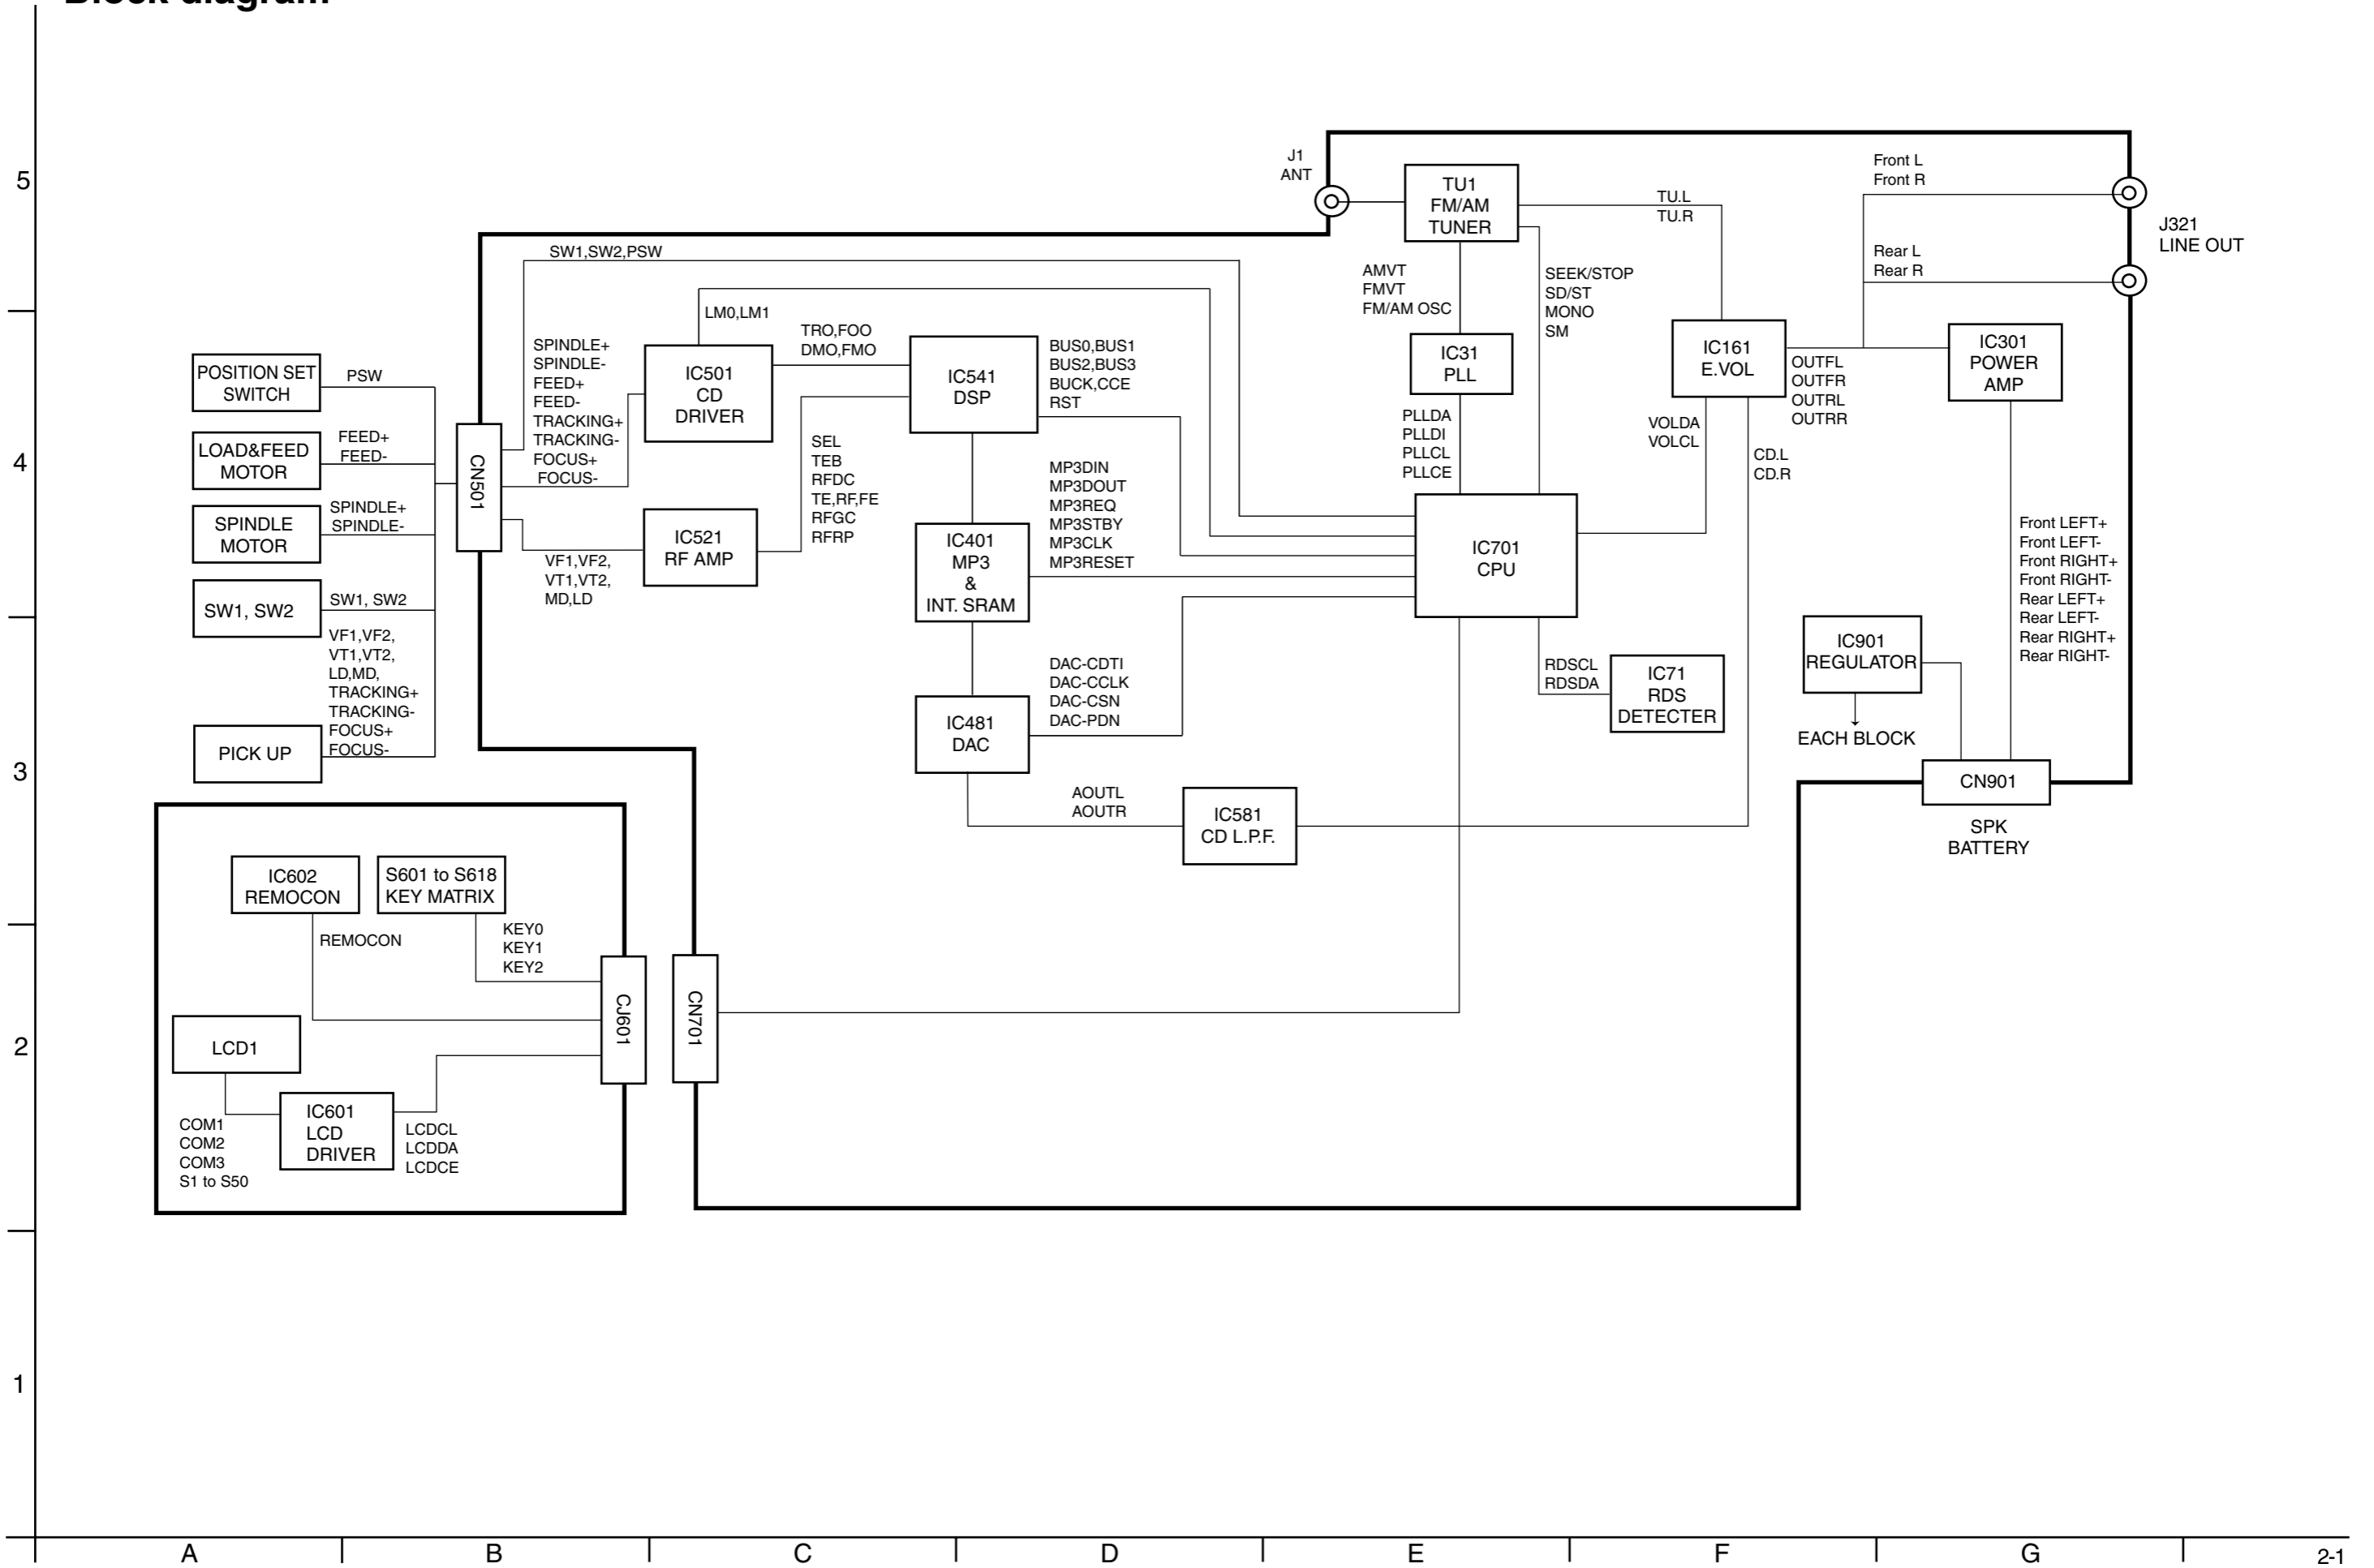 Block diagram
5
4
3
2
1
A
B
C
D
E
F
G
2-1
J1
ANT
TU1
FM/AM
TUNER
TU.L
TU.R
Front L
Front R
Rear L
Rear R
J321
LINE OUT
SW1,SW2,PSW
LM0,LM1
AMVT
FMVT
FM/AM OSC
SEEK/STOP
SD/ST
MONO
SM
POSITION SET
SWITCH
PSW
LOAD&FEED
MOTOR
FEED+
FEED-
SPINDLE
MOTOR
SPINDLE+
SPINDLE-
SW1, SW2
SW1, SW2
VF1,VF2,
VT1,VT2,
LD,MD,
TRACKING+
TRACKING-
FOCUS+
FOCUS-
PICK UP
CN501
SPINDLE+
SPINDLE-
FEED+
FEED-
TRACKING+
TRACKING-
FOCUS+
FOCUS-
IC501
CD
DRIVER
TRO,FOO
DMO,FMO
IC521
RF AMP
VF1,VF2,
VT1,VT2,
MD,LD
SEL
TEB
RFDC
TE,RF,FE
RFGC
RFRP
IC541
DSP
BUS0,BUS1
BUS2,BUS3
BUCK,CCE
RST
IC401
MP3
&
INT. SRAM
MP3DIN
MP3DOUT
MP3REQ
MP3STBY
MP3CLK
MP3RESET
IC481
DAC
DAC-CDTI
DAC-CCLK
DAC-CSN
DAC-PDN
AOUTL
AOUTR
IC581
CD L.P.F.
IC31
PLL
PLLDA
PLLDI
PLLCL
PLLCE
IC701
CPU
RDSCL
RDSDA
IC71
RDS
DETECTER
IC161
E.VOL
VOLDA
VOLCL
CD.L
CD.R
OUTFL
OUTFR
OUTRL
OUTRR
IC301
POWER
AMP
Front LEFT+
Front LEFT-
Front RIGHT+
Front RIGHT-
Rear LEFT+
Rear LEFT-
Rear RIGHT+
Rear RIGHT-
IC901
REGULATOR
EACH BLOCK
CN901
SPK
BATTERY
IC602
REMOCON
S601 to S618
KEY MATRIX
REMOCON
KEY0
KEY1
KEY2
CJ601
CN701
LCD1
COM1
COM2
COM3
S1 to S50
IC601
LCD
DRIVER
LCDCL
LCDDA
LCDCE